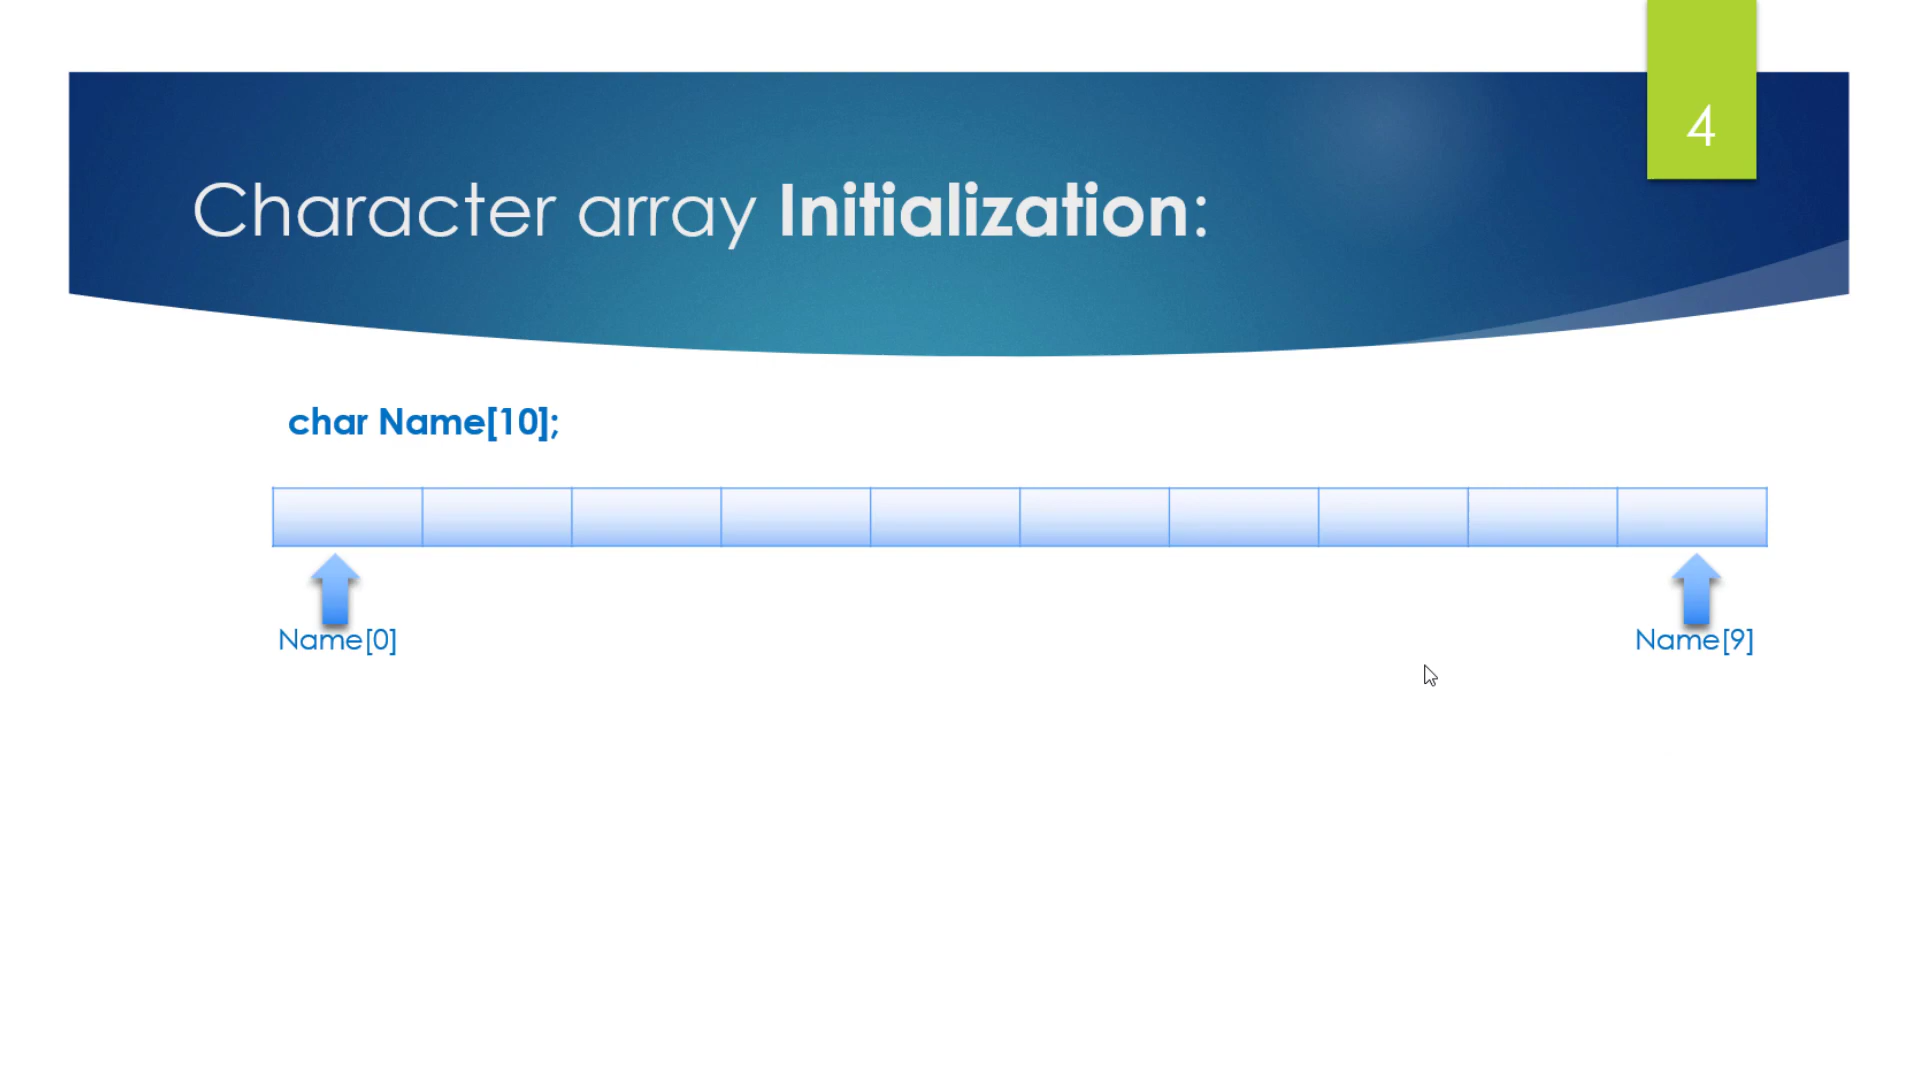 4
Character array Initialization:
char Name[10];
Name[0]
Name[9]